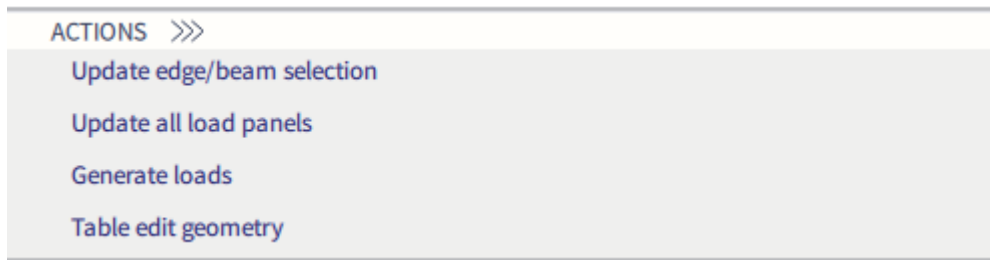 ACTIONS >>>
Update edge/beam selection
Update all load panels
Generate loads
Table edit geometry